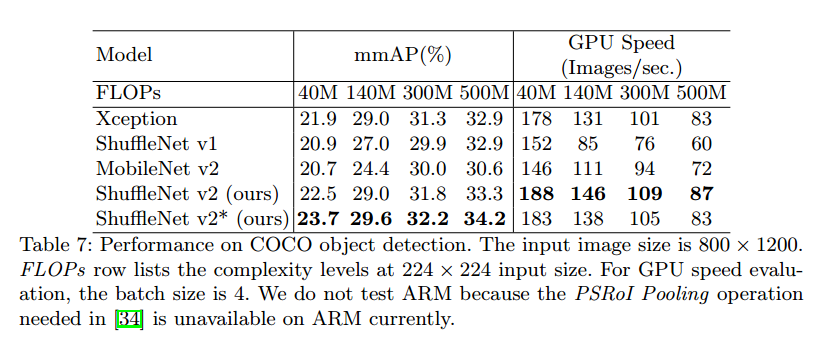 Model mmAP(%) GPU Speed
(Images/sec.)
FLOPs 40M 140M 300M 500M 40M 140M 300M 500M
Xception 21.9 29.0 31.3 32.9 178 131 101 83
ShuffleNet v1 20.9 27.0 29.9 32.9 152 85 76 60
MobileNet v2 20.7 24.4 30.0 30.6 146 111 94 72
ShuffleNet v2 (ours) 22.5 29.0 31.8 33.3 188 146 109 87
ShuffleNet v2* (ours) 23.7 29.6 32.2 34.2 183 138 105 83
Table 7: Performance on COCO object detection. The input image size is 800 × 1200.
FLOPs row lists the complexity levels at 224 × 224 input size. For GPU speed evalu-
ation, the batch size is 4. We do not test ARM because the PSRoI Pooling operation
needed in [34] is unavailable on ARM currently.